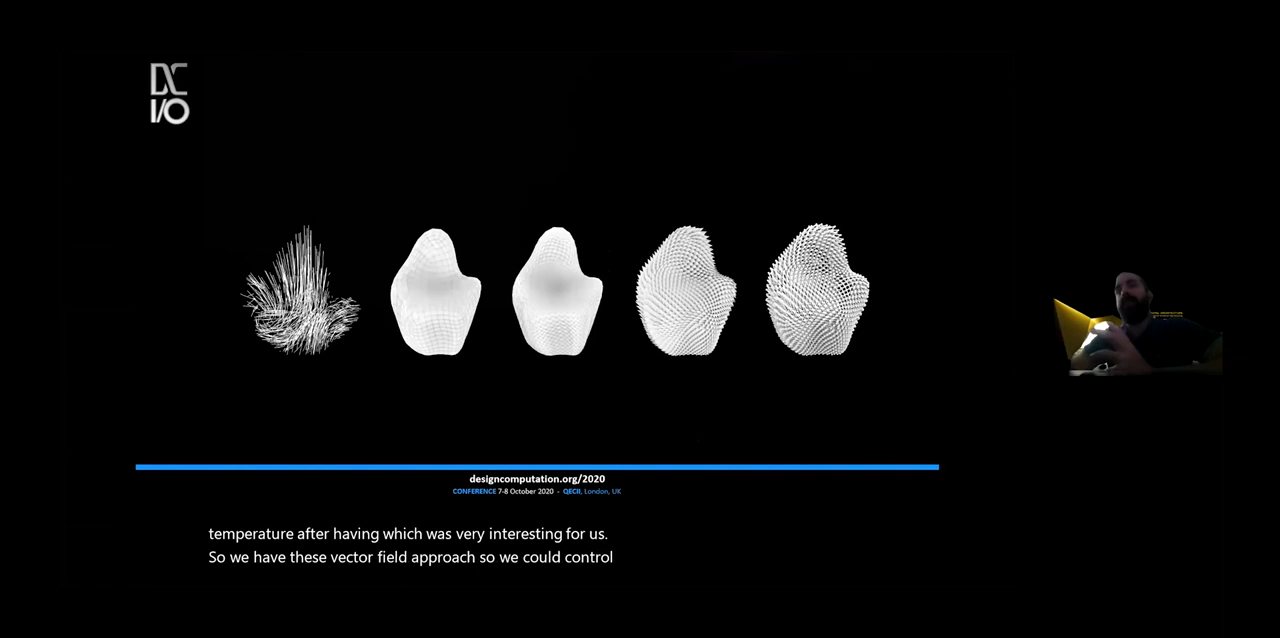 DC
I/O
designcomputation.org/2020
CONFERENCE 7-8 October 2020 - QECII, London, UK
temperature after having which was very interesting for us.
So we have these vector field approach so we could control